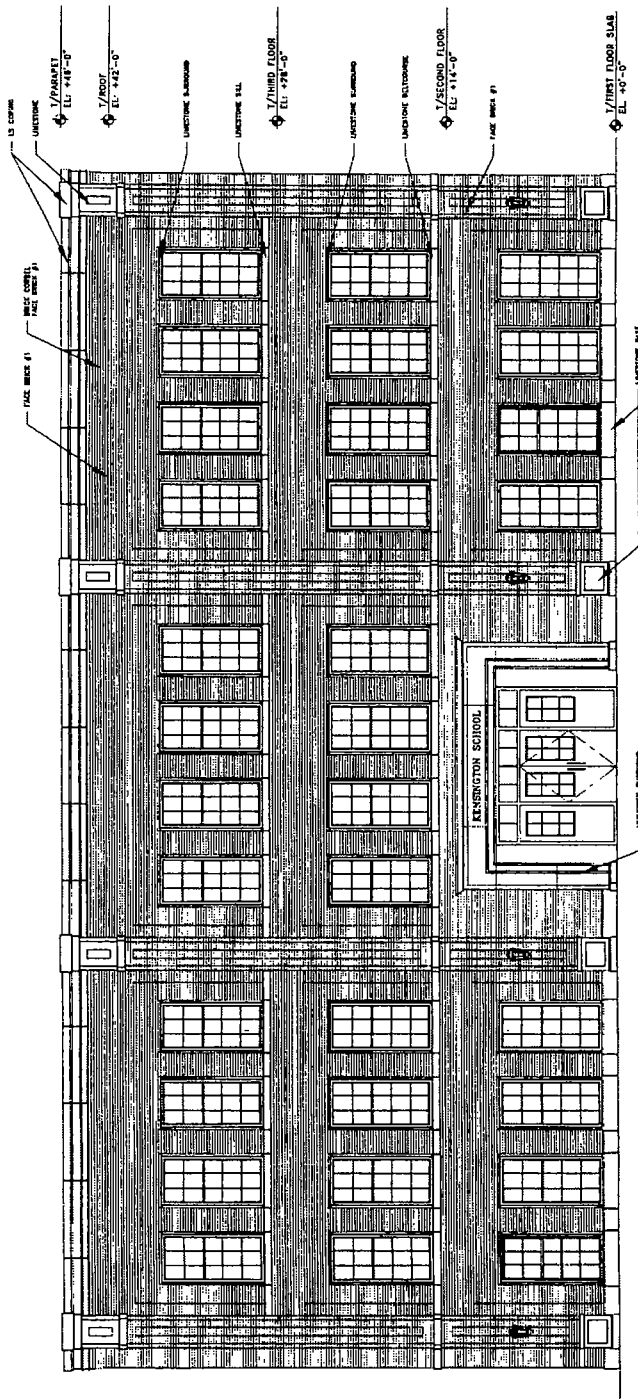 LS COPING
LIMESTONE
T/PARAPET
EL: +46'-0"
T/ROOF
EL: +42'-0"
BRICK CORBEL
FACE BRICK #1
FACE BRICK #1
LIMESTONE SURROUND
LIMESTONE SILL
T/THIRD FLOOR
EL: +28'-0"
LIMESTONE SURROUND
LIMESTONE BELTCOURSE
T/SECOND FLOOR
EL: +14'-0"
FACE BRICK #1
T/FIRST FLOOR SLAB
EL. +0'-0"
KENSINGTON SCHOOL